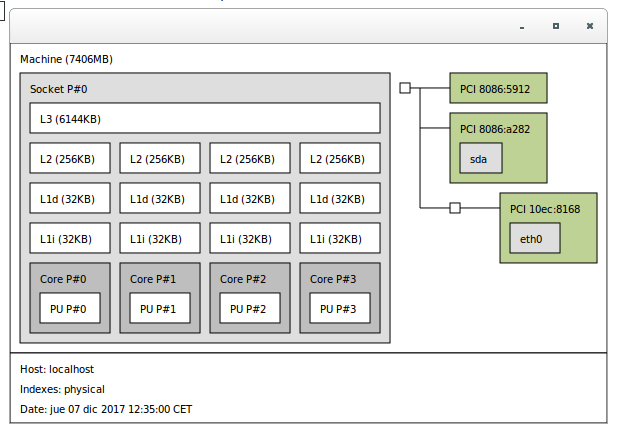 Machine (7406MB)
Socket P#0
L3 (6144KB)
L2 (256KB) L2 (256KB) L2 (256KB) L2 (256KB)
L1d (32KB) L1d (32KB) L1d (32KB) L1d (32KB)
L1i (32KB) L1i (32KB) L1i (32KB) L1i (32KB)
Core P#0 Core P#1 Core P#2 Core P#3
PU P#0 PU P#1 PU P#2 PU P#3
PCI 8086:5912
PCI 8086:a282
sda
PCI 10ec:8168
eth0
Host: localhost
Indexes: physical
Date: jue 07 dic 2017 12:35:00 CET